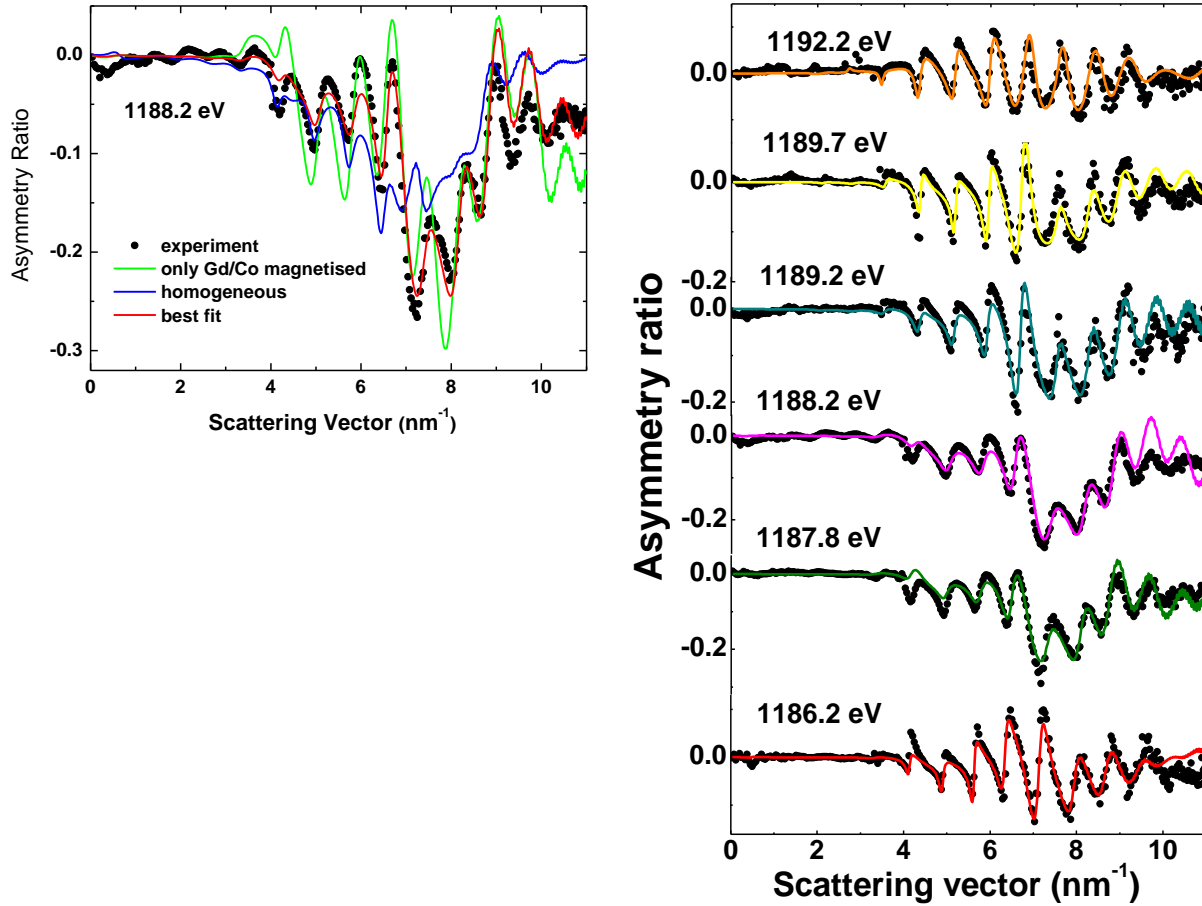 0.0
-0.1
-0.2
-0.3
Asymmetry Ratio
1188.2 eV
experiment
only Gd/Co magnetised
homogeneous
best fit
0 2 4 6 8 10
Scattering Vector (nm-1)
1192.2 eV
0.0
1189.7 eV
0.0
-0.2
1189.2 eV
0.0
-0.2
1188.2 eV
0.0
-0.2
1187.8 eV
0.0
-0.2
1186.2 eV
0.0
Asymmetry ratio
0 2 4 6 8 10
Scattering vector (nm-1)